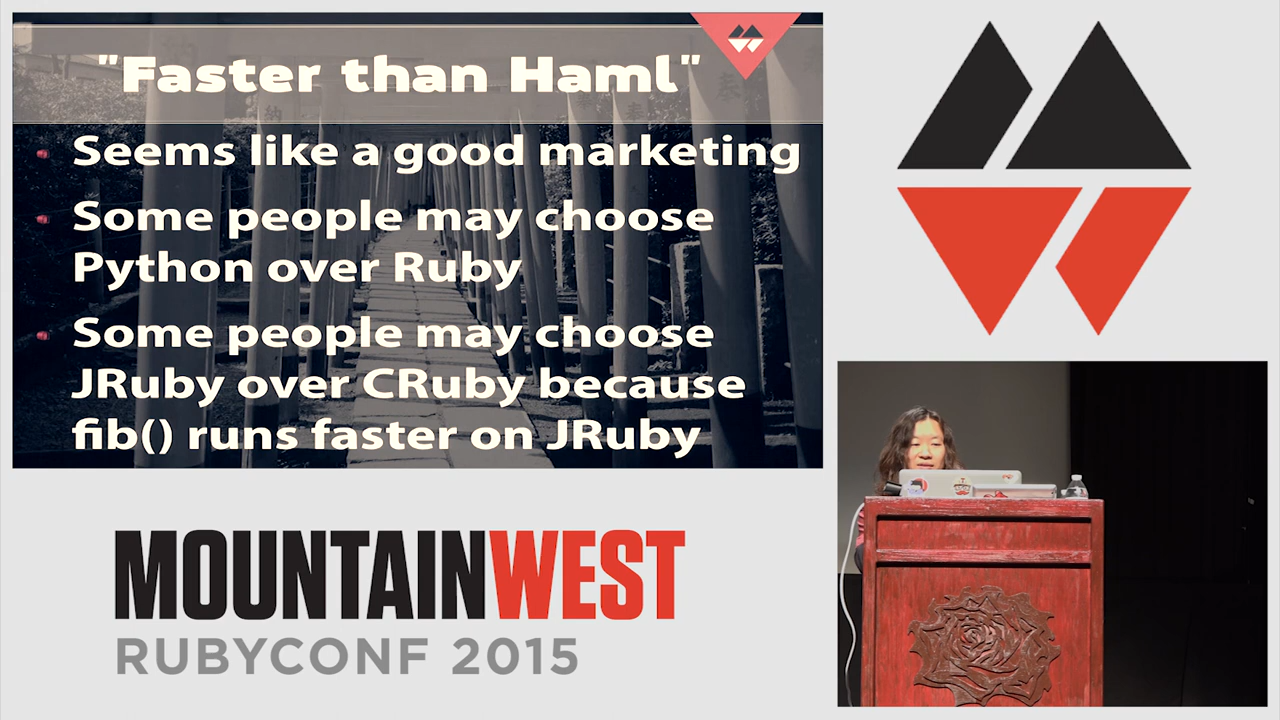 "Faster than Haml"
Seems like a good marketing
Some people may choose
Python over Ruby
Some people may choose
JRuby over CRuby because
fib() runs faster on JRuby
MOUNTAINWEST
RUBYCONF 2015